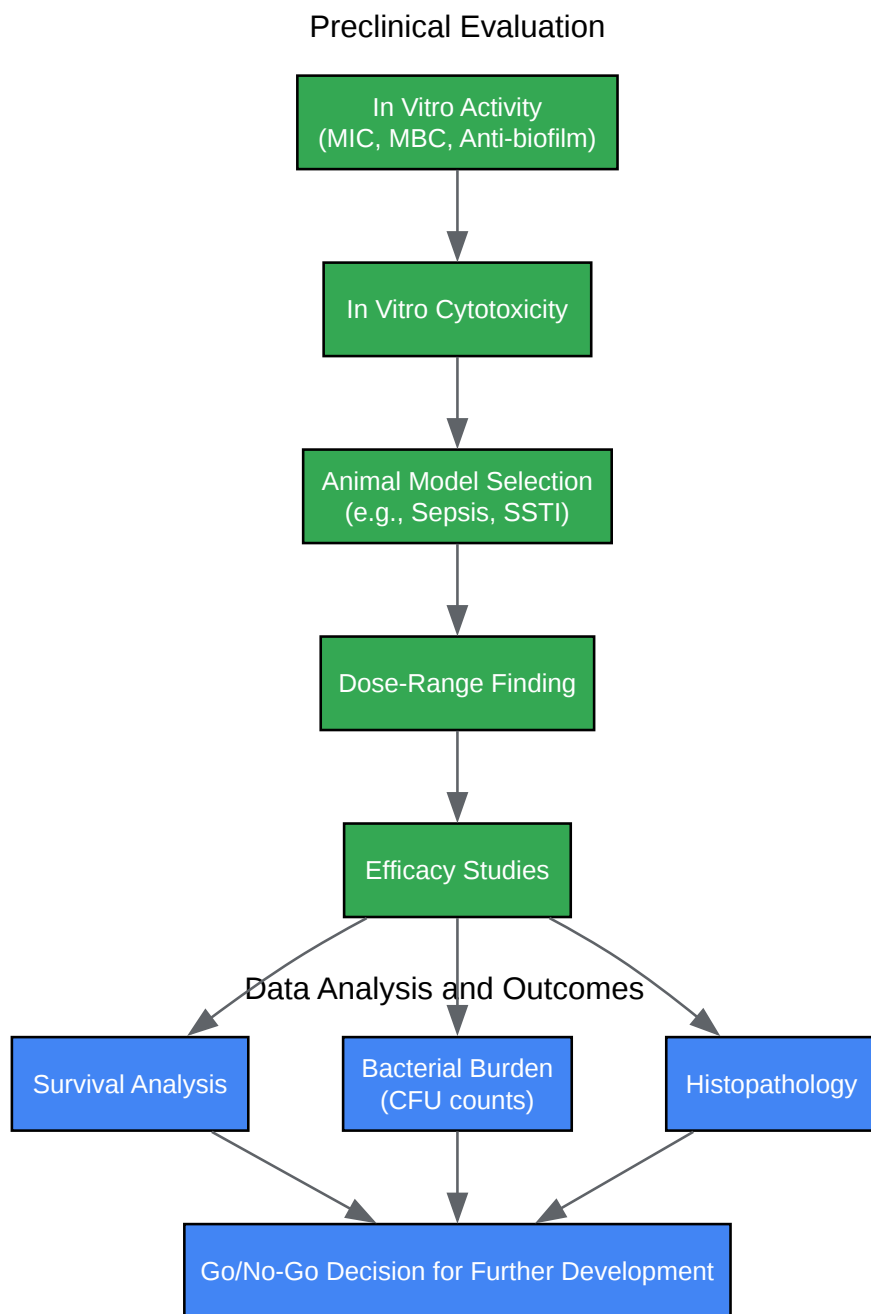 Preclinical Evaluation
In Vitro Activity
(MIC, MBC, Anti-biofilm)
In Vitro Cytotoxicity
Animal Model Selection
(e.g., Sepsis, SSTI)
Dose-Range Finding
Efficacy Studies
Data Analysis and Outcomes
Survival Analysis
Bacterial Burden
(CFU counts)
Histopathology
Go/No-Go Decision for Further Development